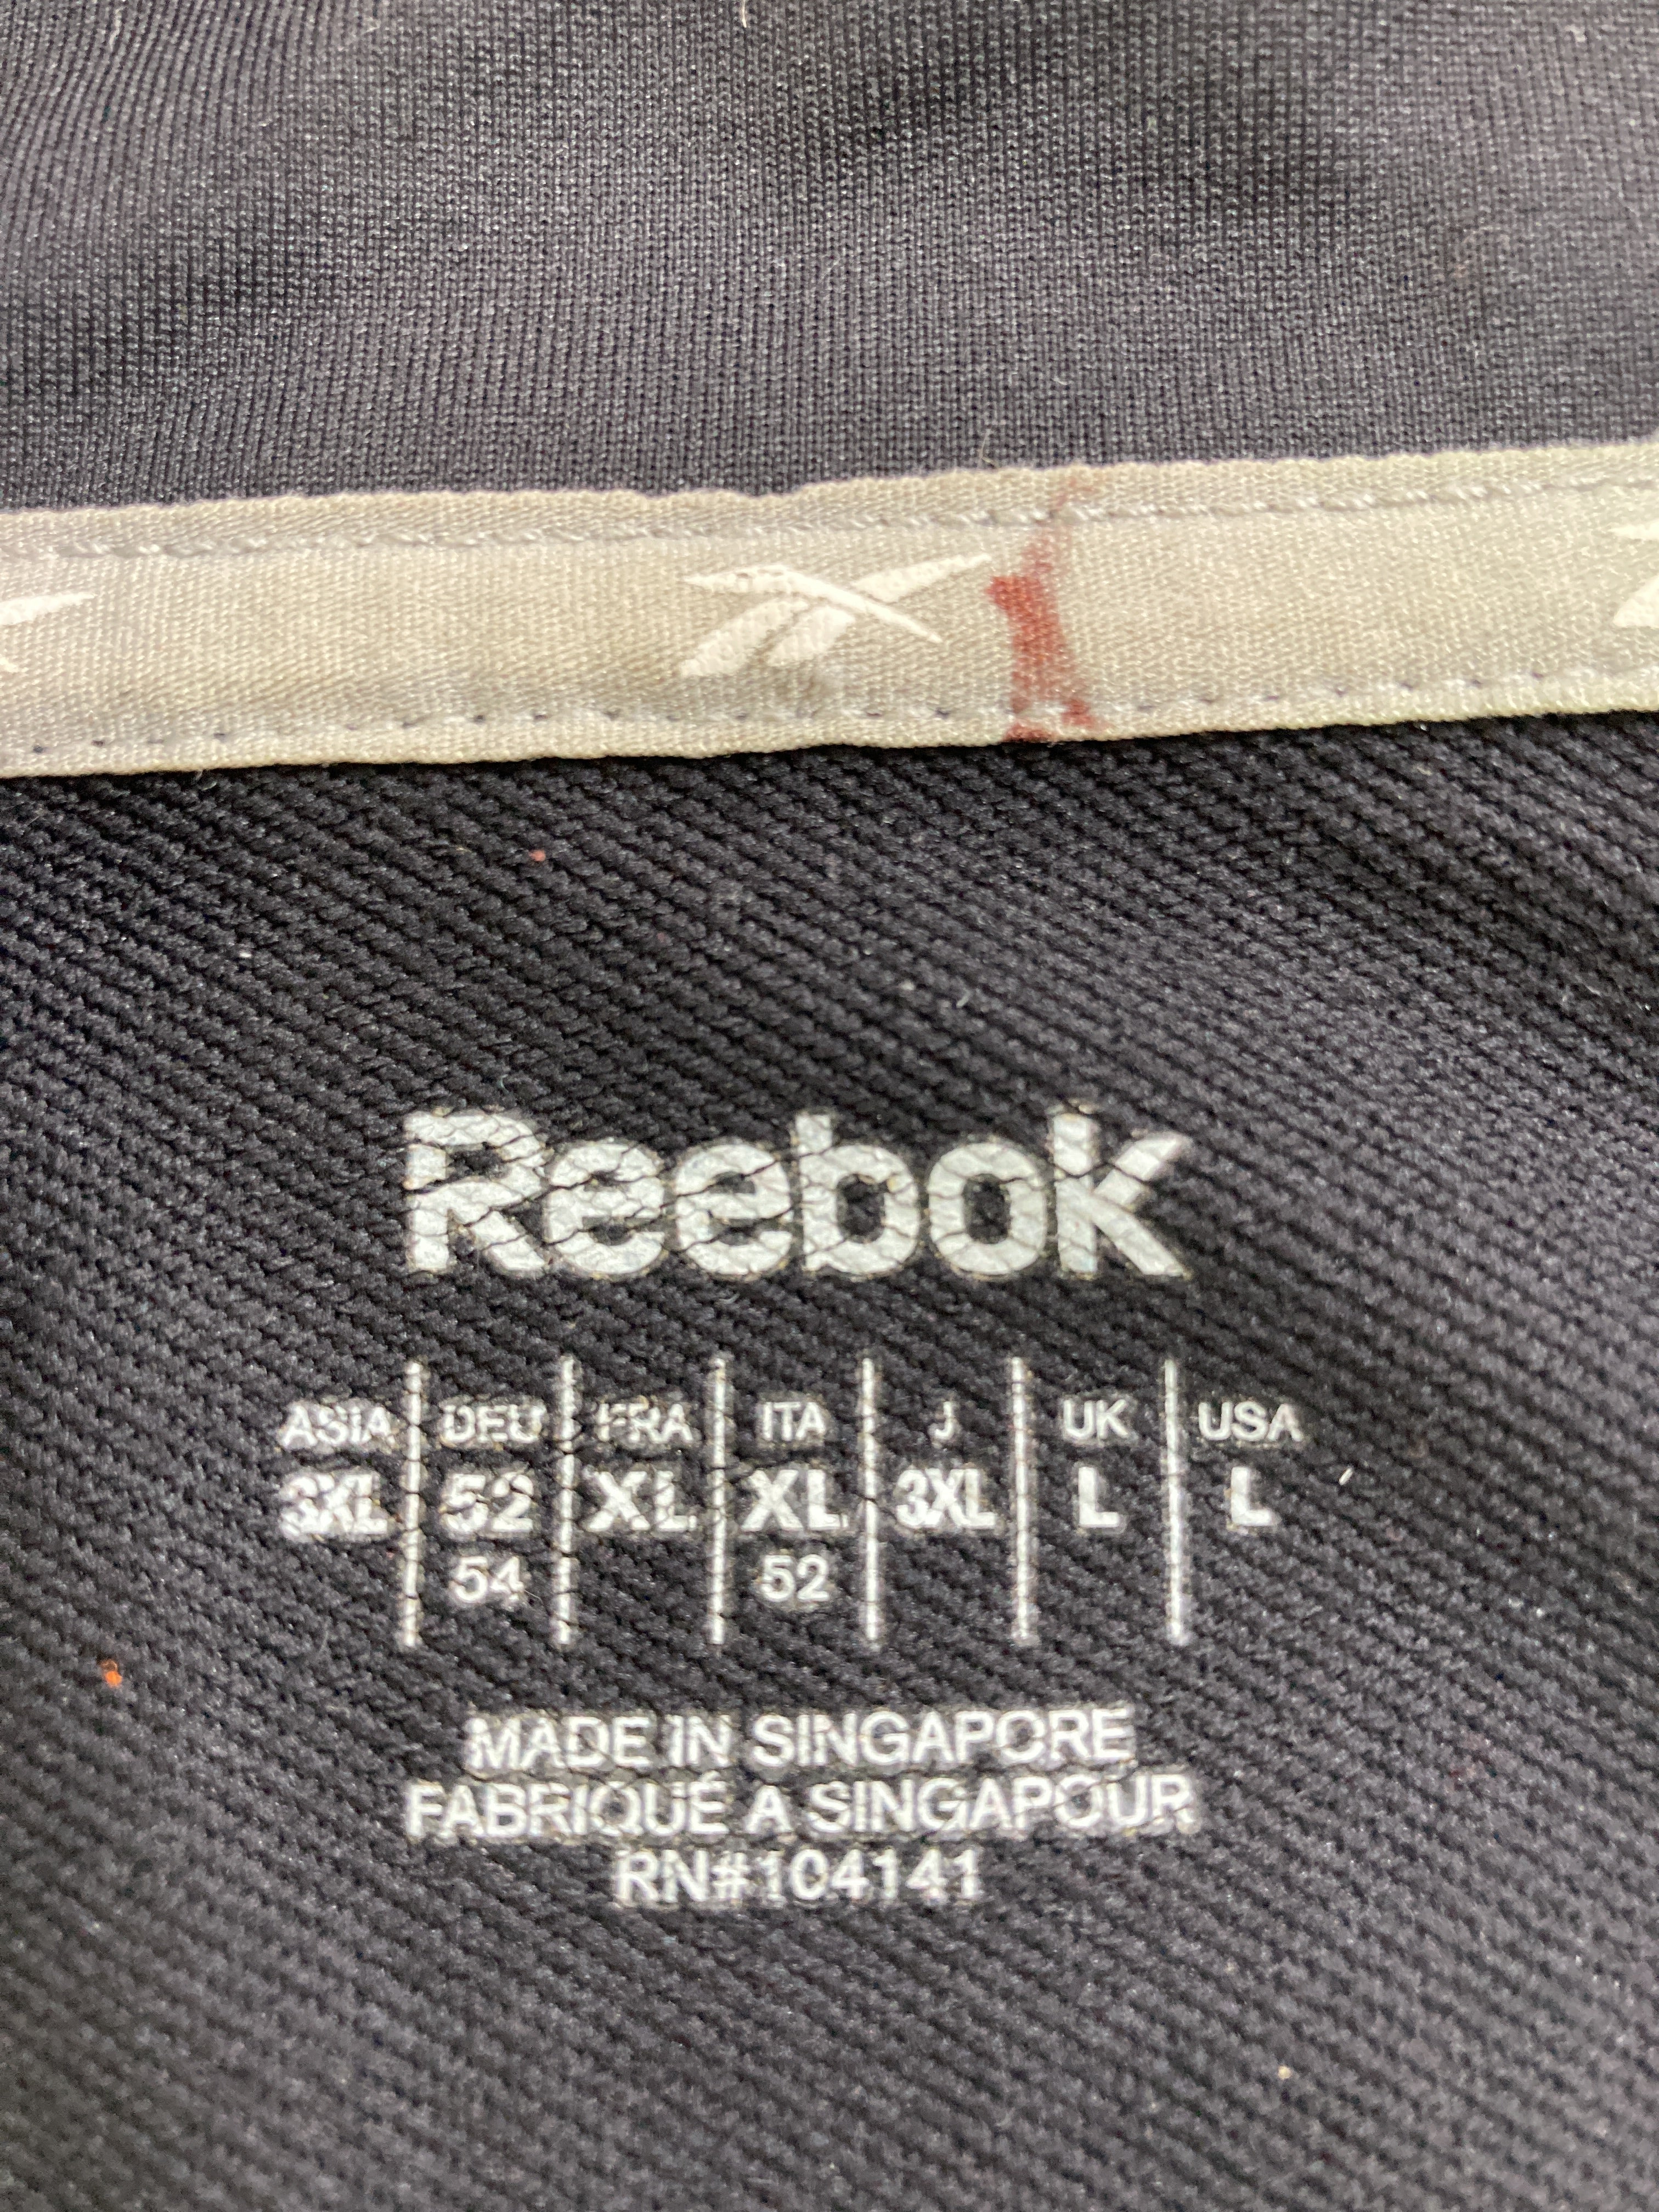 Reebok
ASIA DEU FRA ITA J UK USA
3XL 52 XL XL 3XL L L
54 52
MADE IN SINGAPORE
FABRIQUÉ A SINGAPOUR
RN#104141